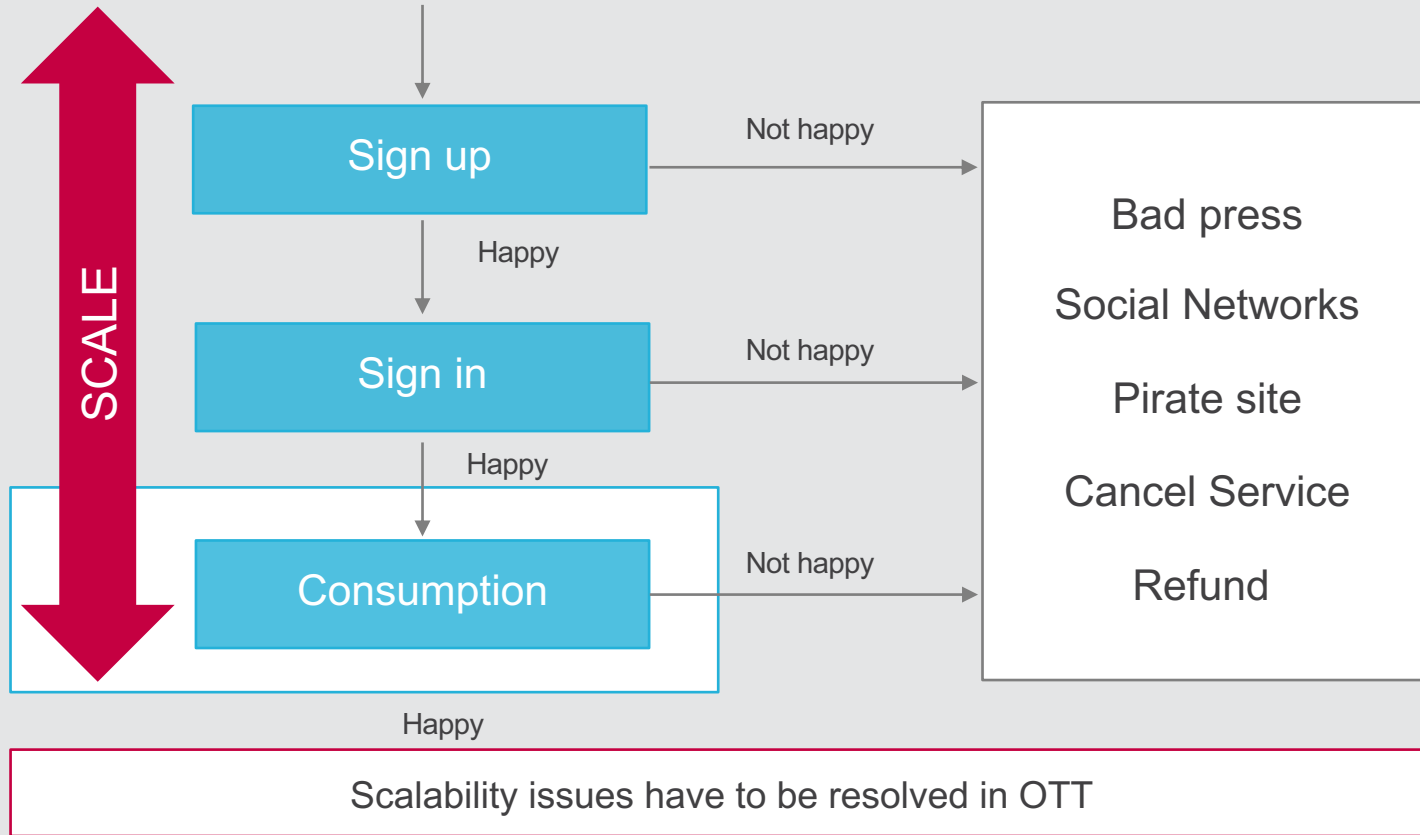 SCALE
Sign up
Not happy
Happy
Sign in
Not happy
Happy
Consumption
Not happy
Happy
Bad press
Social Networks
Pirate site
Cancel Service
Refund
Scalability issues have to be resolved in OTT